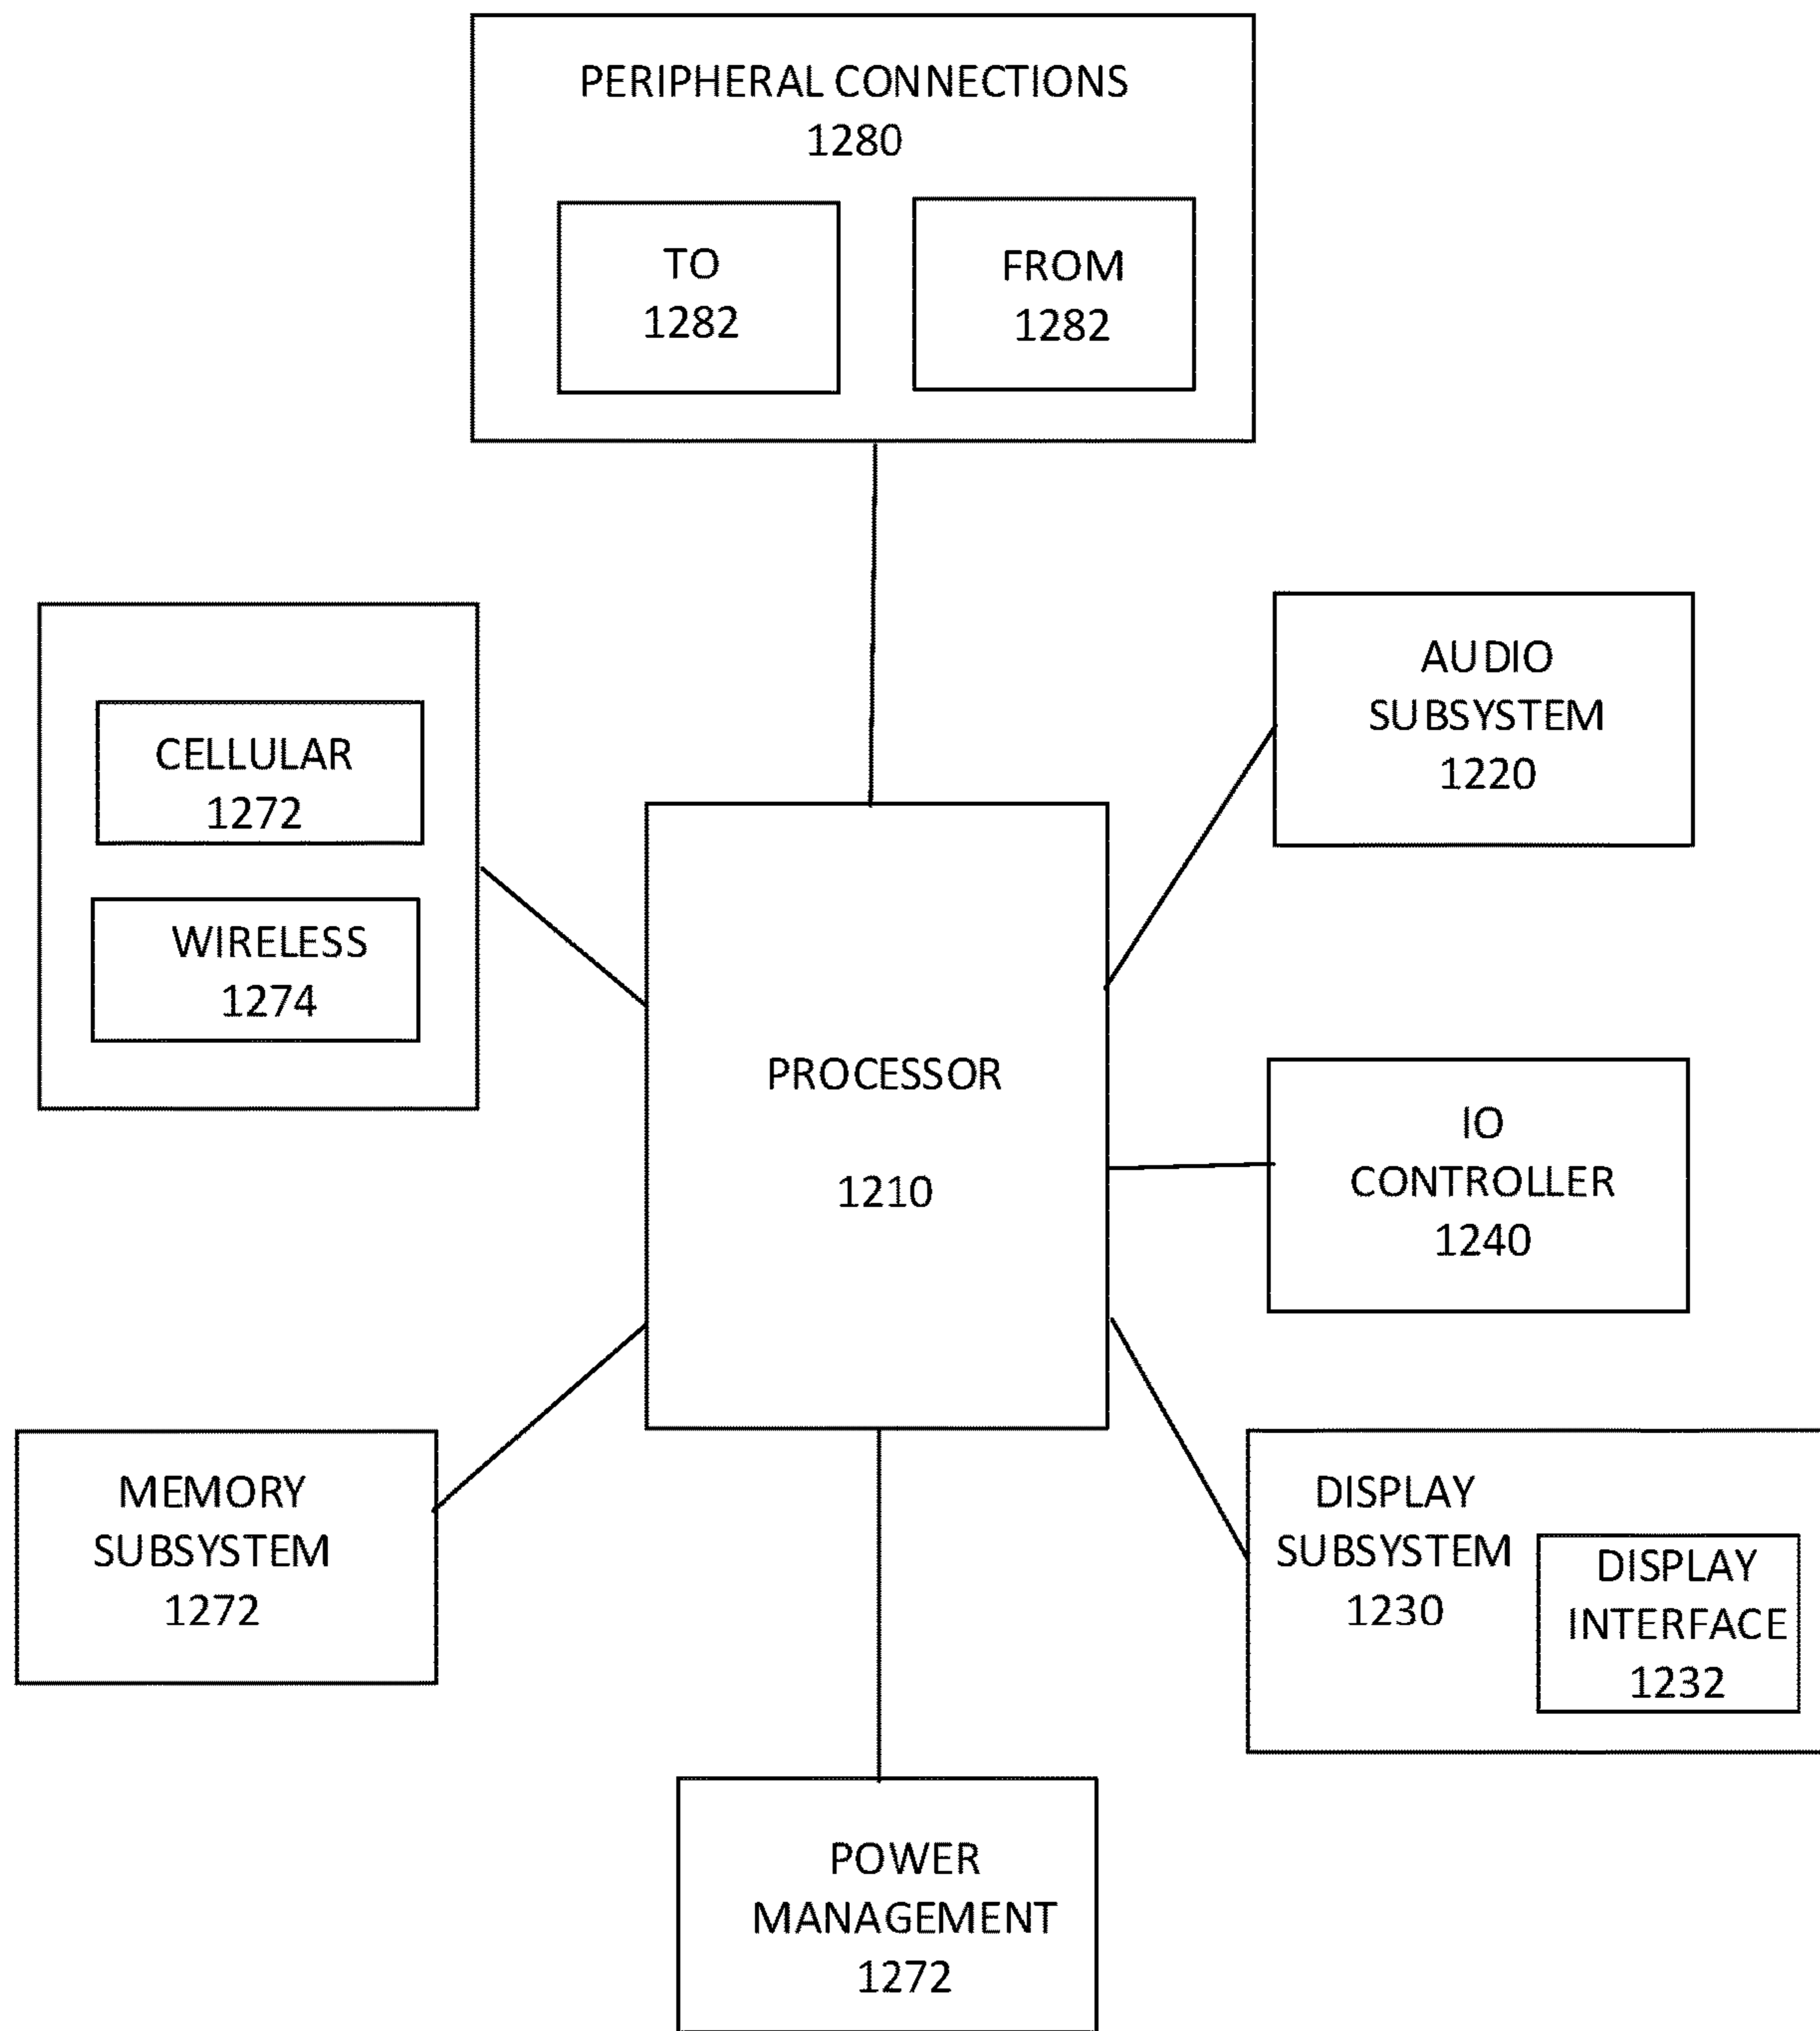 PERIPHERAL CONNECTIONS
1280
TO
1282
FROM
1282
CELLULAR
1272
WIRELESS
1274
AUDIO
SUBSYSTEM
1220
PROCESSOR
1210
IO
CONTROLLER
1240
MEMORY
SUBSYSTEM
1272
DISPLAY
SUBSYSTEM
1230
DISPLAY
INTERFACE
1232
POWER
MANAGEMENT
1272